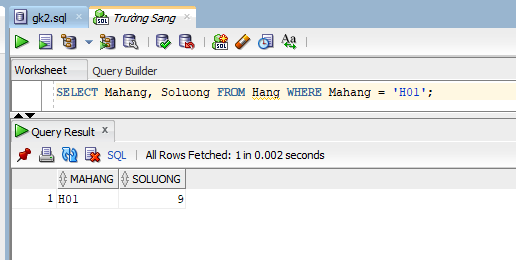 gk2.sql
Trường Sang
Aa
Worksheet
Query Builder
SELECT Mahang, Soluong FROM Hang WHERE Mahang = 'H01';
Query Result
SQL
All Rows Fetched: 1 in 0.002 seconds
MAHANG SOLUONG
1 H01 9